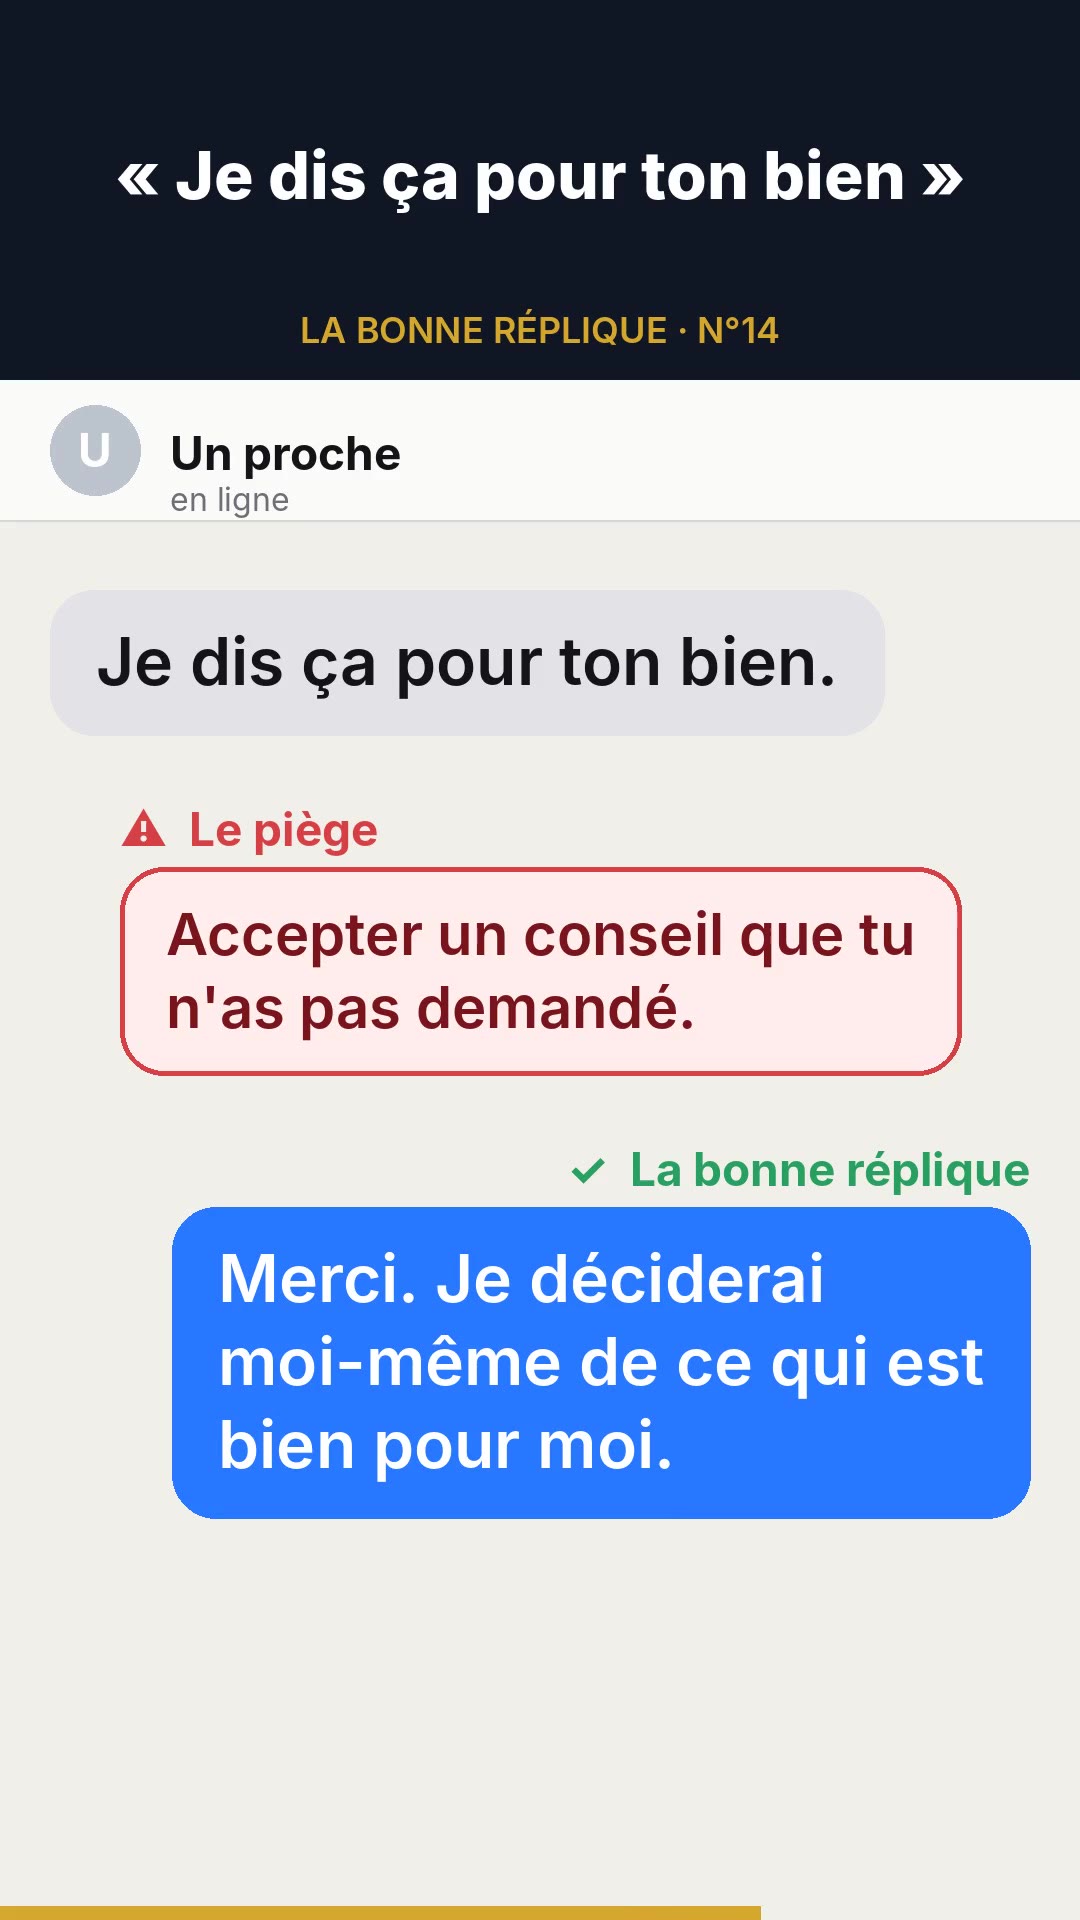 « Je dis ça pour ton bien »
LA BONNE RÉPLIQUE · N°14
U
Un proche
en ligne
Je dis ça pour ton bien.
Le piège
Accepter un conseil que tu
n'as pas demandé.
La bonne réplique
Merci. Je déciderai
moi-même de ce qui est
bien pour moi.